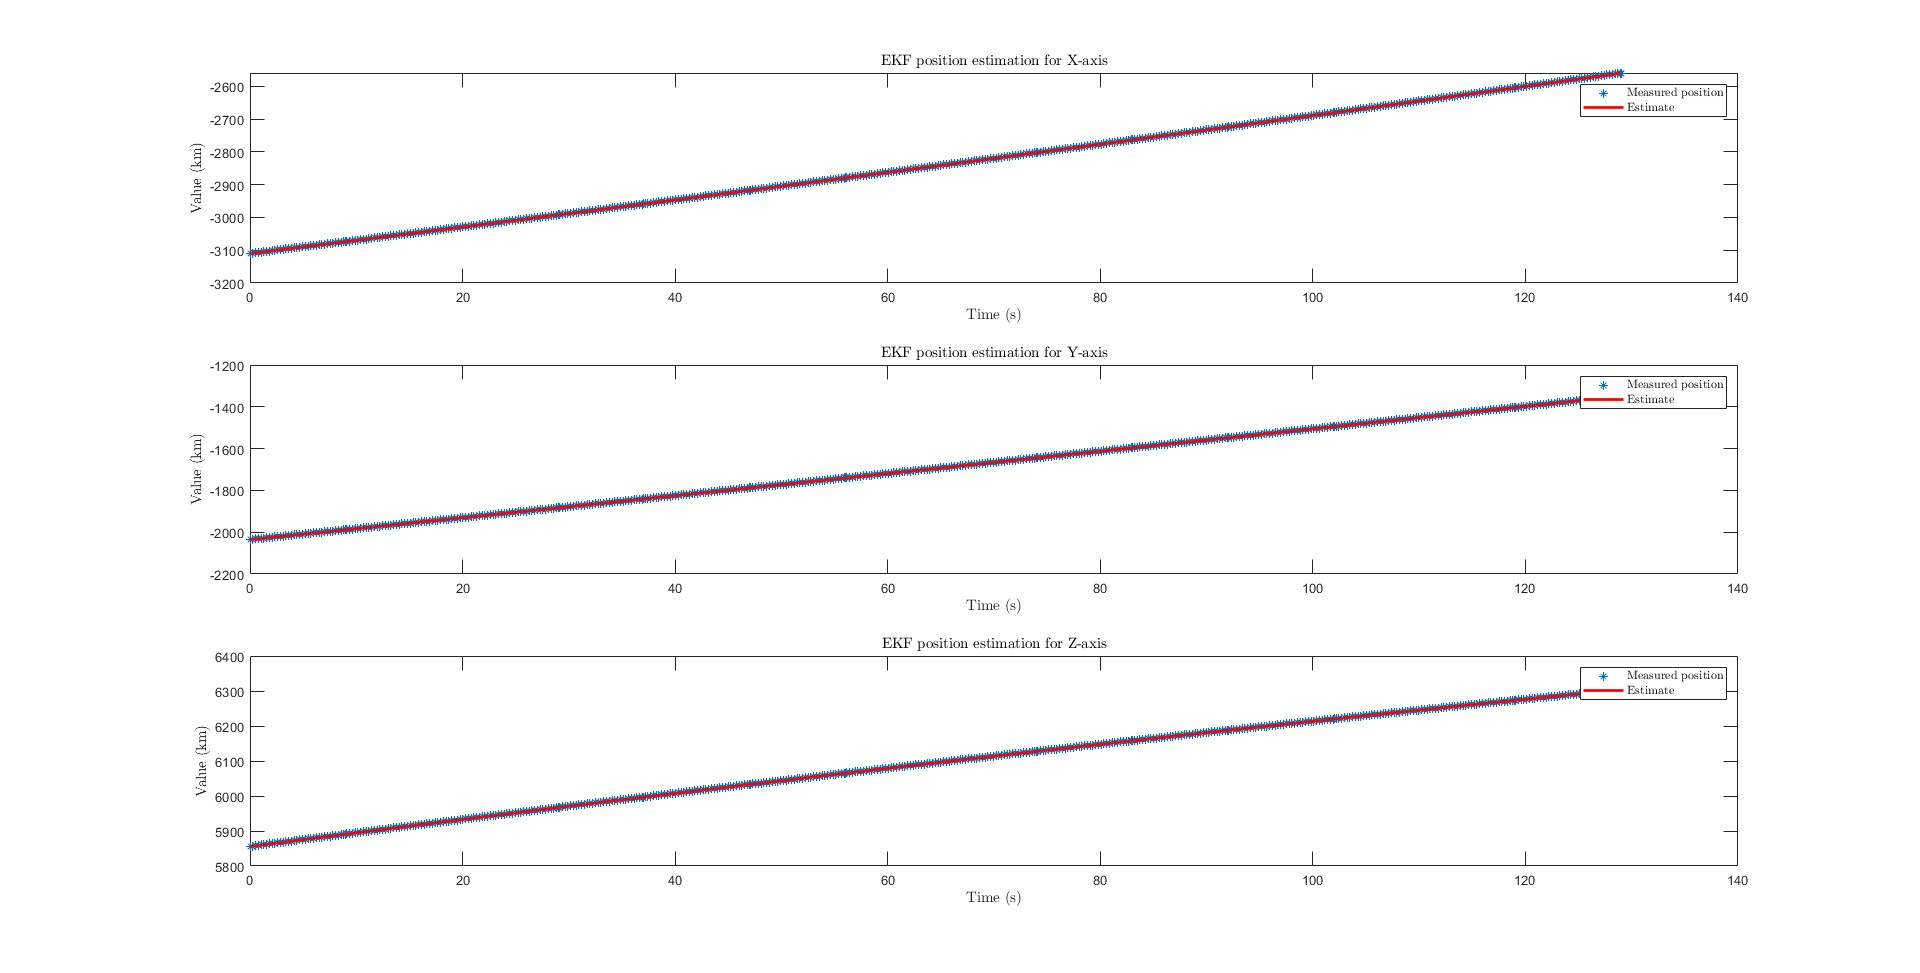 EKF position estimation for X-axis
-2600
-2700
-2800
-2900
-3000
-3100
-3200
Value (km)
Measured position
Estimate
0 20 40 60 80 100 120 140
Time (s)
EKF position estimation for Y-axis
-1200
-1400
-1600
-1800
-2000
-2200
Value (km)
Measured position
Estimate
0 20 40 60 80 100 120 140
Time (s)
EKF position estimation for Z-axis
6400
6300
6200
6100
6000
5900
5800
Value (km)
Measured position
Estimate
0 20 40 60 80 100 120 140
Time (s)